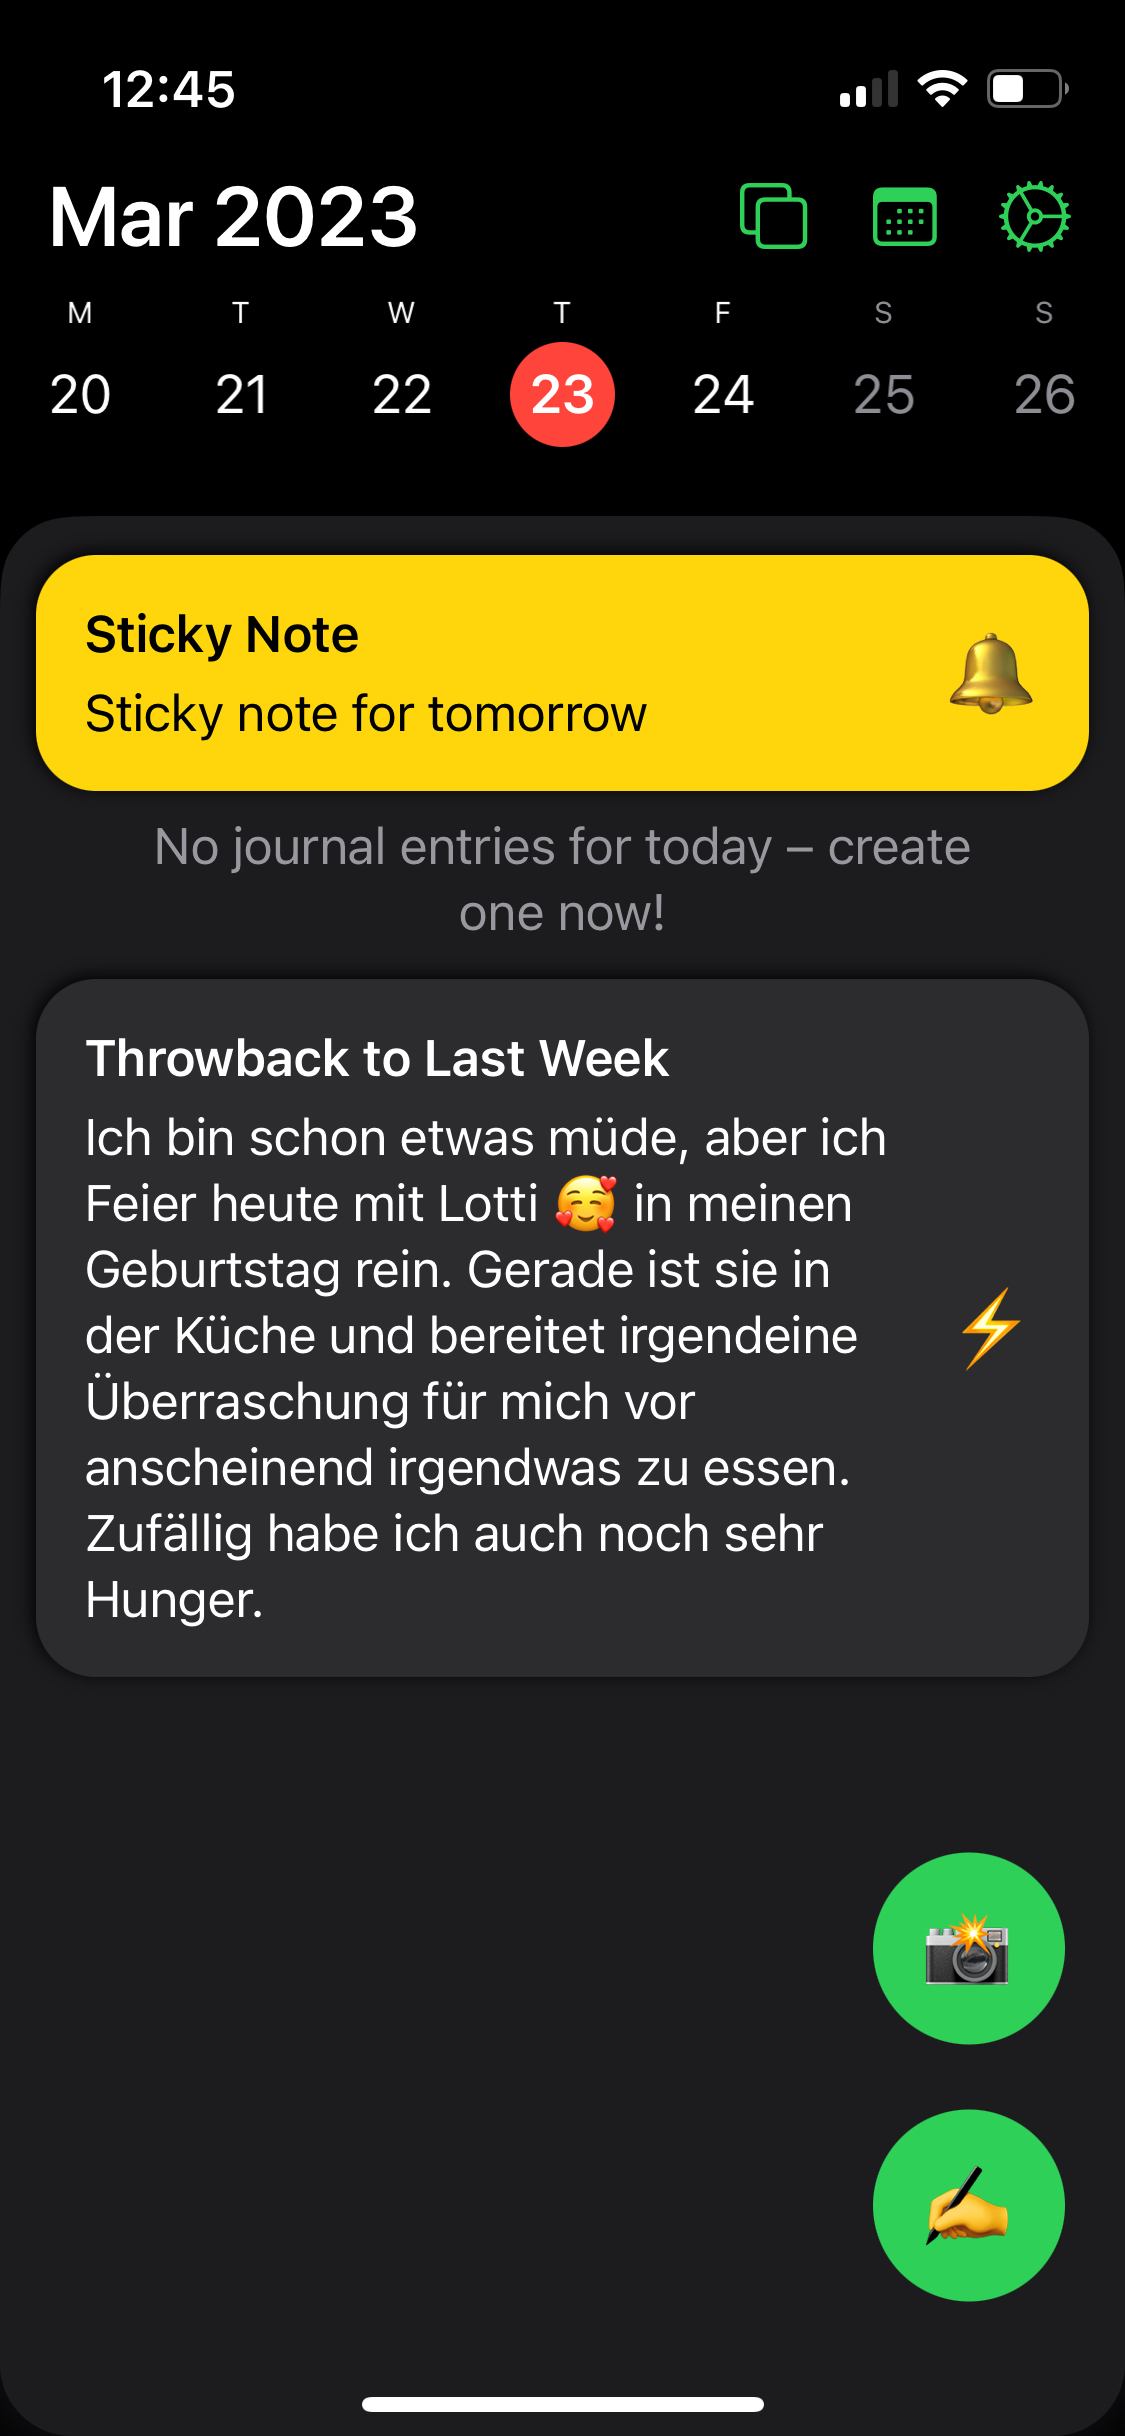 12:45
Mar 2023
M T W T F S S
20 21 22 23 24 25 26
Sticky Note
Sticky note for tomorrow
No journal entries for today – create
one now!
Throwback to Last Week
Ich bin schon etwas müde, aber ich
Feier heute mit Lotti 🥰 in meinen
Geburtstag rein. Gerade ist sie in
der Küche und bereitet irgendeine
Überraschung für mich vor
anscheinend irgendwas zu essen.
Zufällig habe ich auch noch sehr
Hunger.